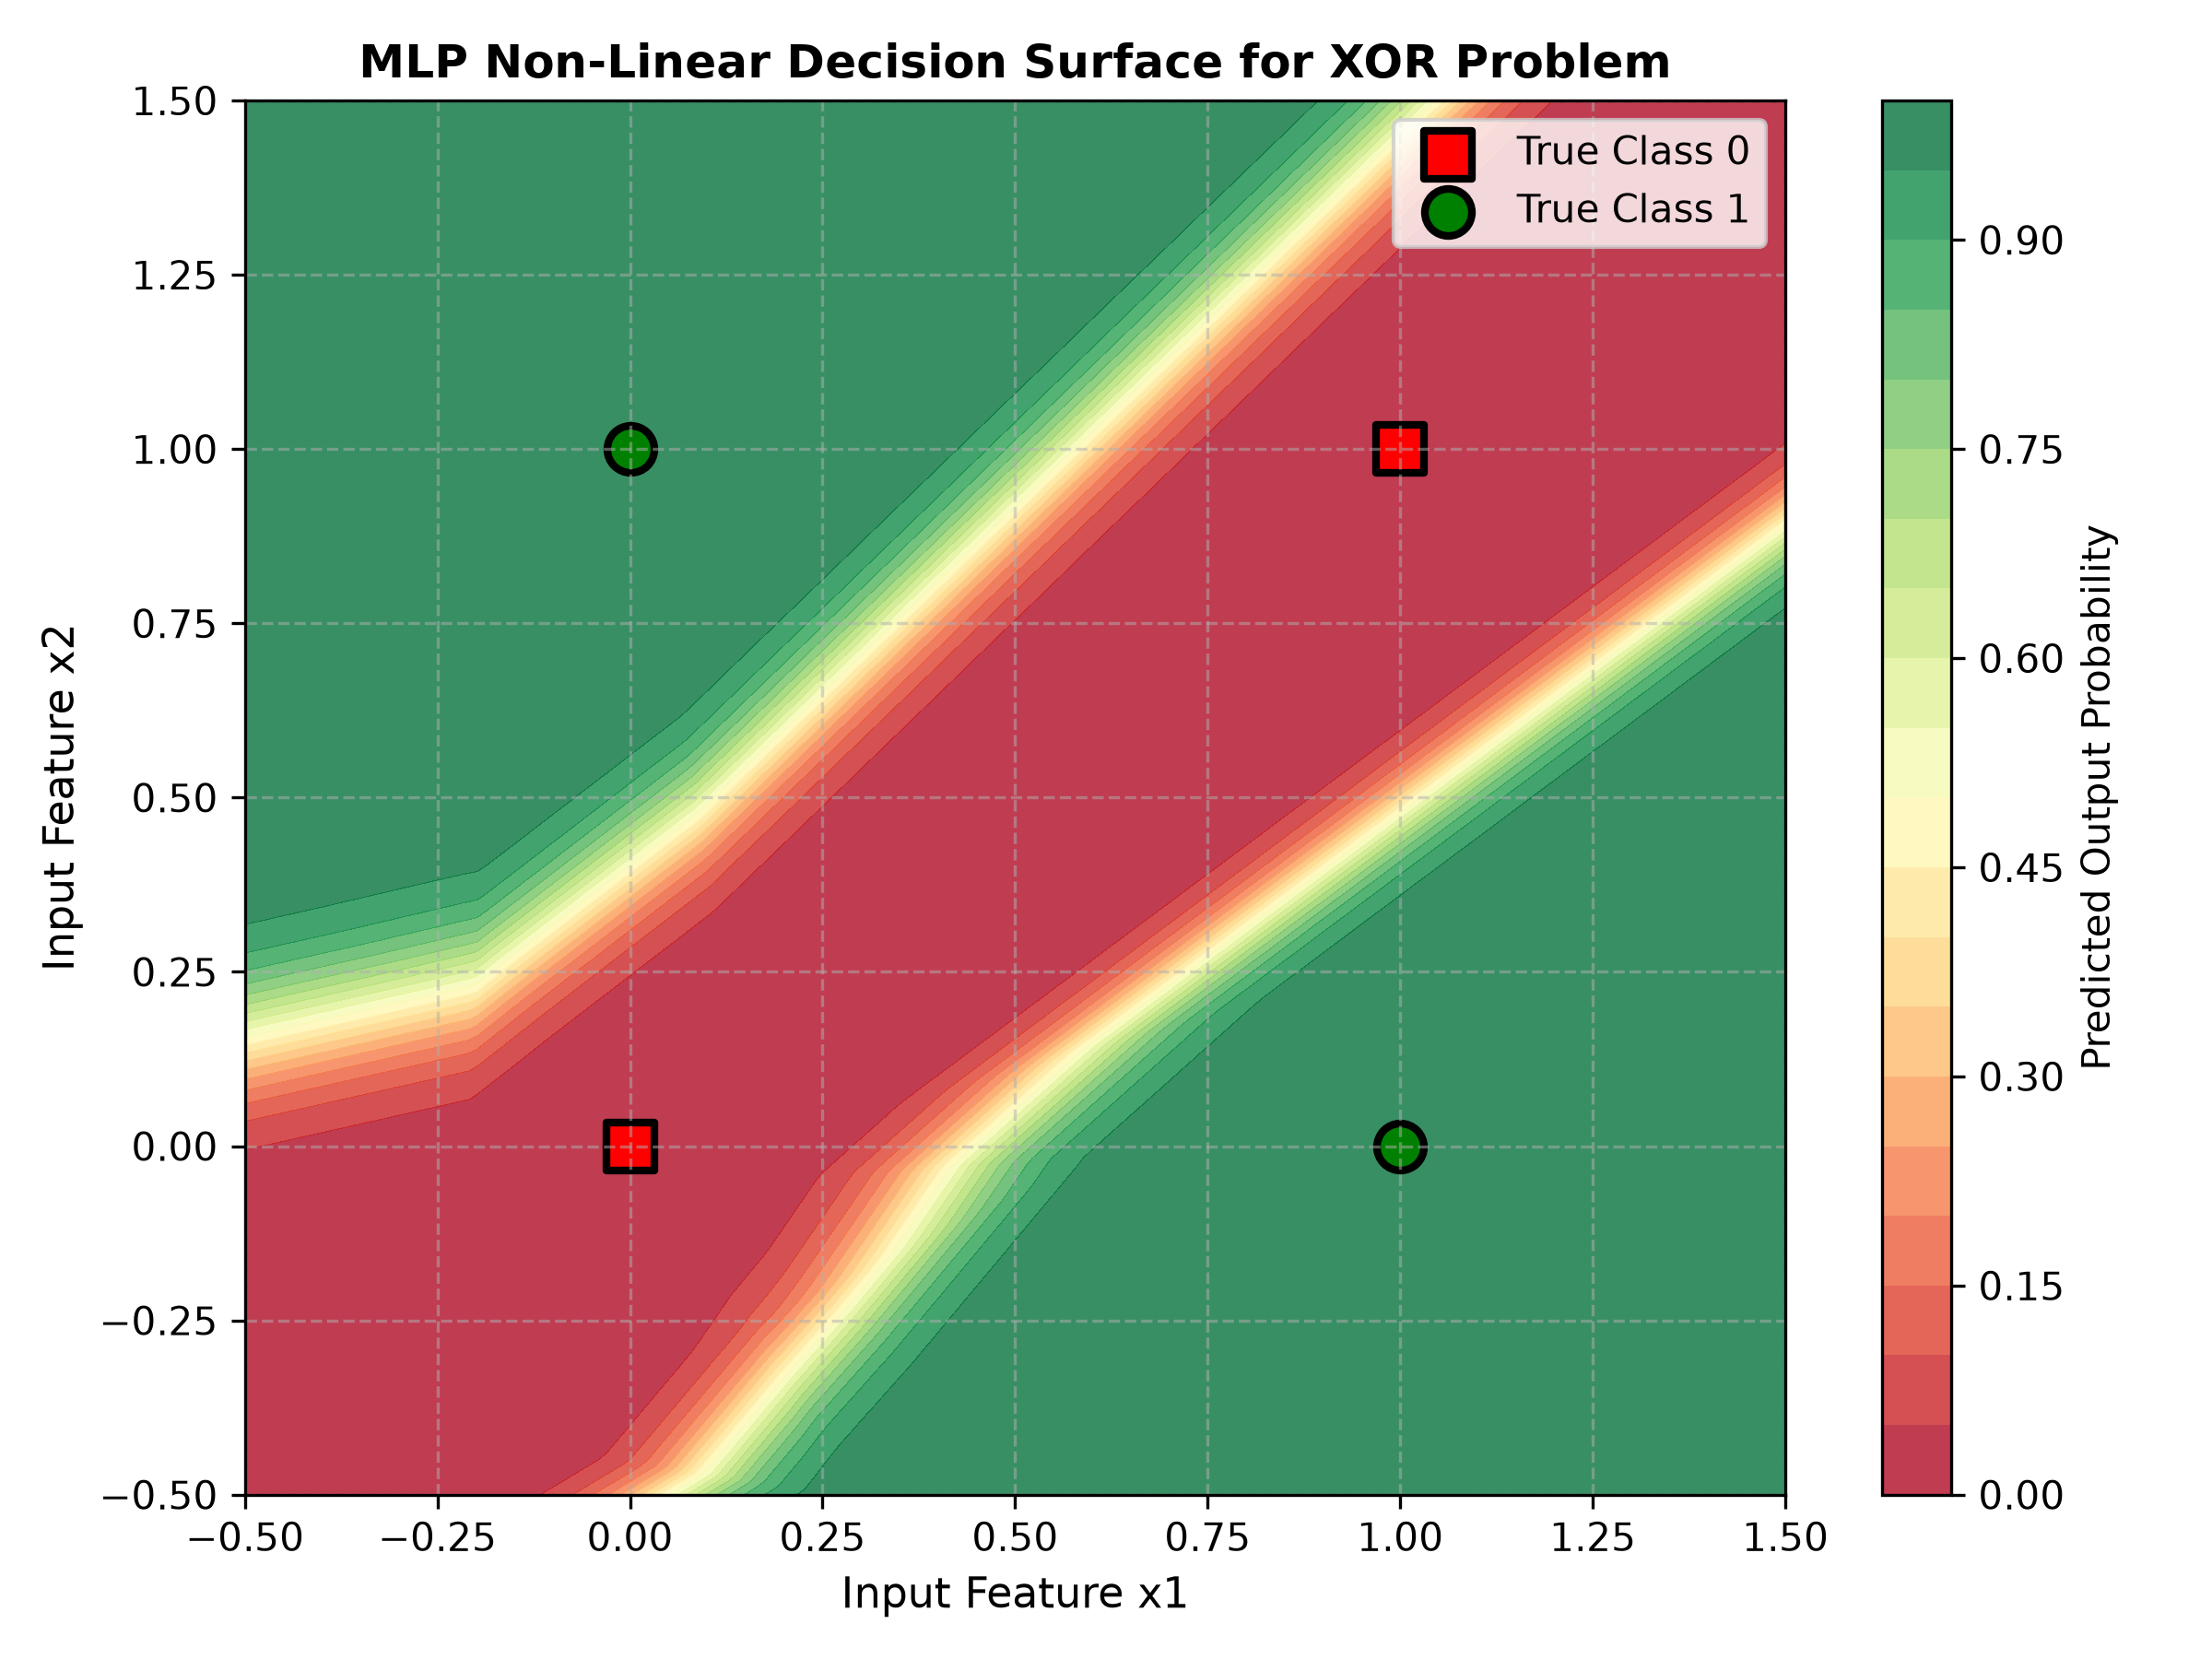 MLP Non-Linear Decision Surface for XOR Problem
True Class 0
True Class 1
Input Feature x2
1.50
1.25
1.00
0.75
0.50
0.25
0.00
−0.25
−0.50
−0.50 −0.25 0.00 0.25 0.50 0.75 1.00 1.25 1.50
Input Feature x1
0.90
0.75
0.60
0.45
0.30
0.15
0.00
Predicted Output Probability